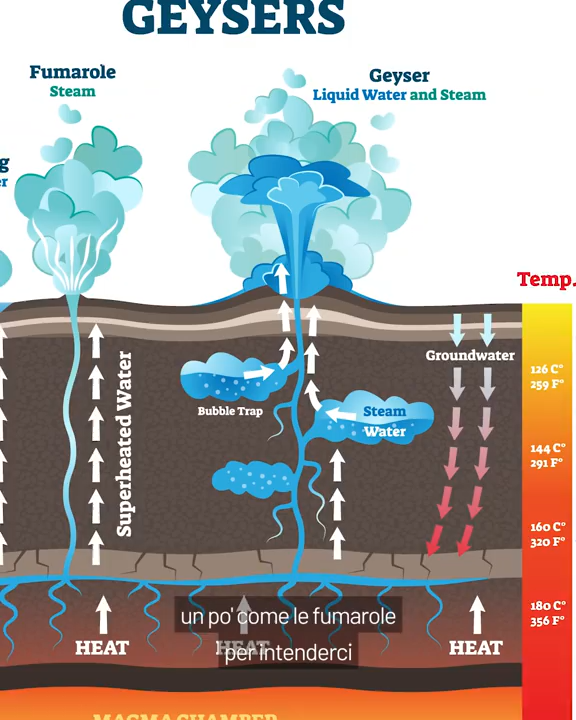 GEYSERS
Fumarole
Steam
Geyser
Liquid Water and Steam
g
er
Temp.
Groundwater
126 C°
259 F°
Bubble Trap
Steam
Water
Superheated Water
144 C°
291 F°
160 C°
320 F°
180 C°
356 F°
un po' come le fumarole
per intenderci
HEAT
HEAT
HEAT
MAGMA CHAMBER